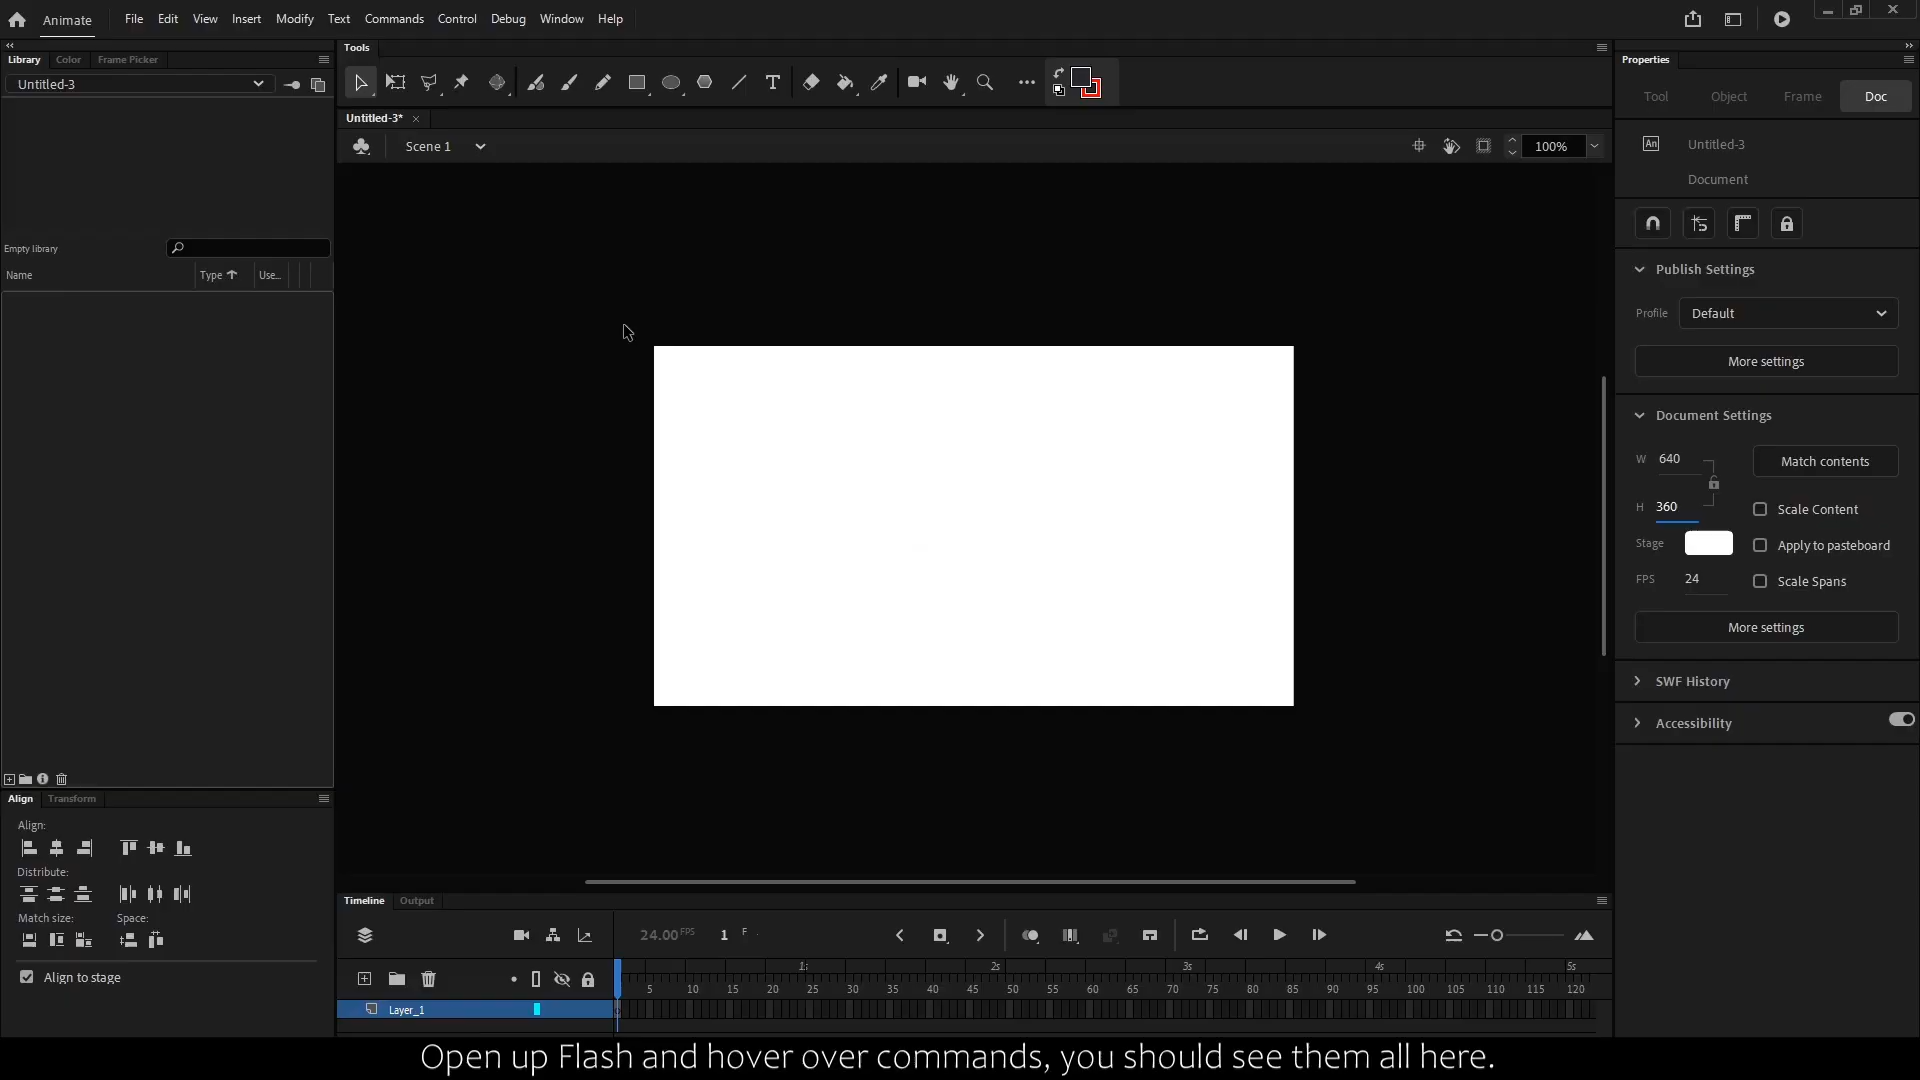 Animate File Edit View Insert Modify Text Commands Control Debug Window Help
Library Color Frame Picker
Untitled-3
Empty library
Name Type Use...
Align Transform
Align:
Distribute:
Match size: Space:
Align to stage
Tools
Untitled-3*
Scene 1
100%
Timeline Output
24.00 FPS 1 F
1s 2s 3s 4s 5s
5 10 15 20 25 30 35 40 45 50 55 60 65 70 75 80 85 90 95 100 105 110 115 120
Layer_1
Properties
Tool Object Frame Doc
An Untitled-3
Document
Publish Settings
Profile Default
More settings
Document Settings
W 640 Match contents
H 360 Scale Content
Stage Apply to pasteboard
FPS 24 Scale Spans
More settings
SWF History
Accessibility
Open up Flash and hover over commands, you should see them all here.